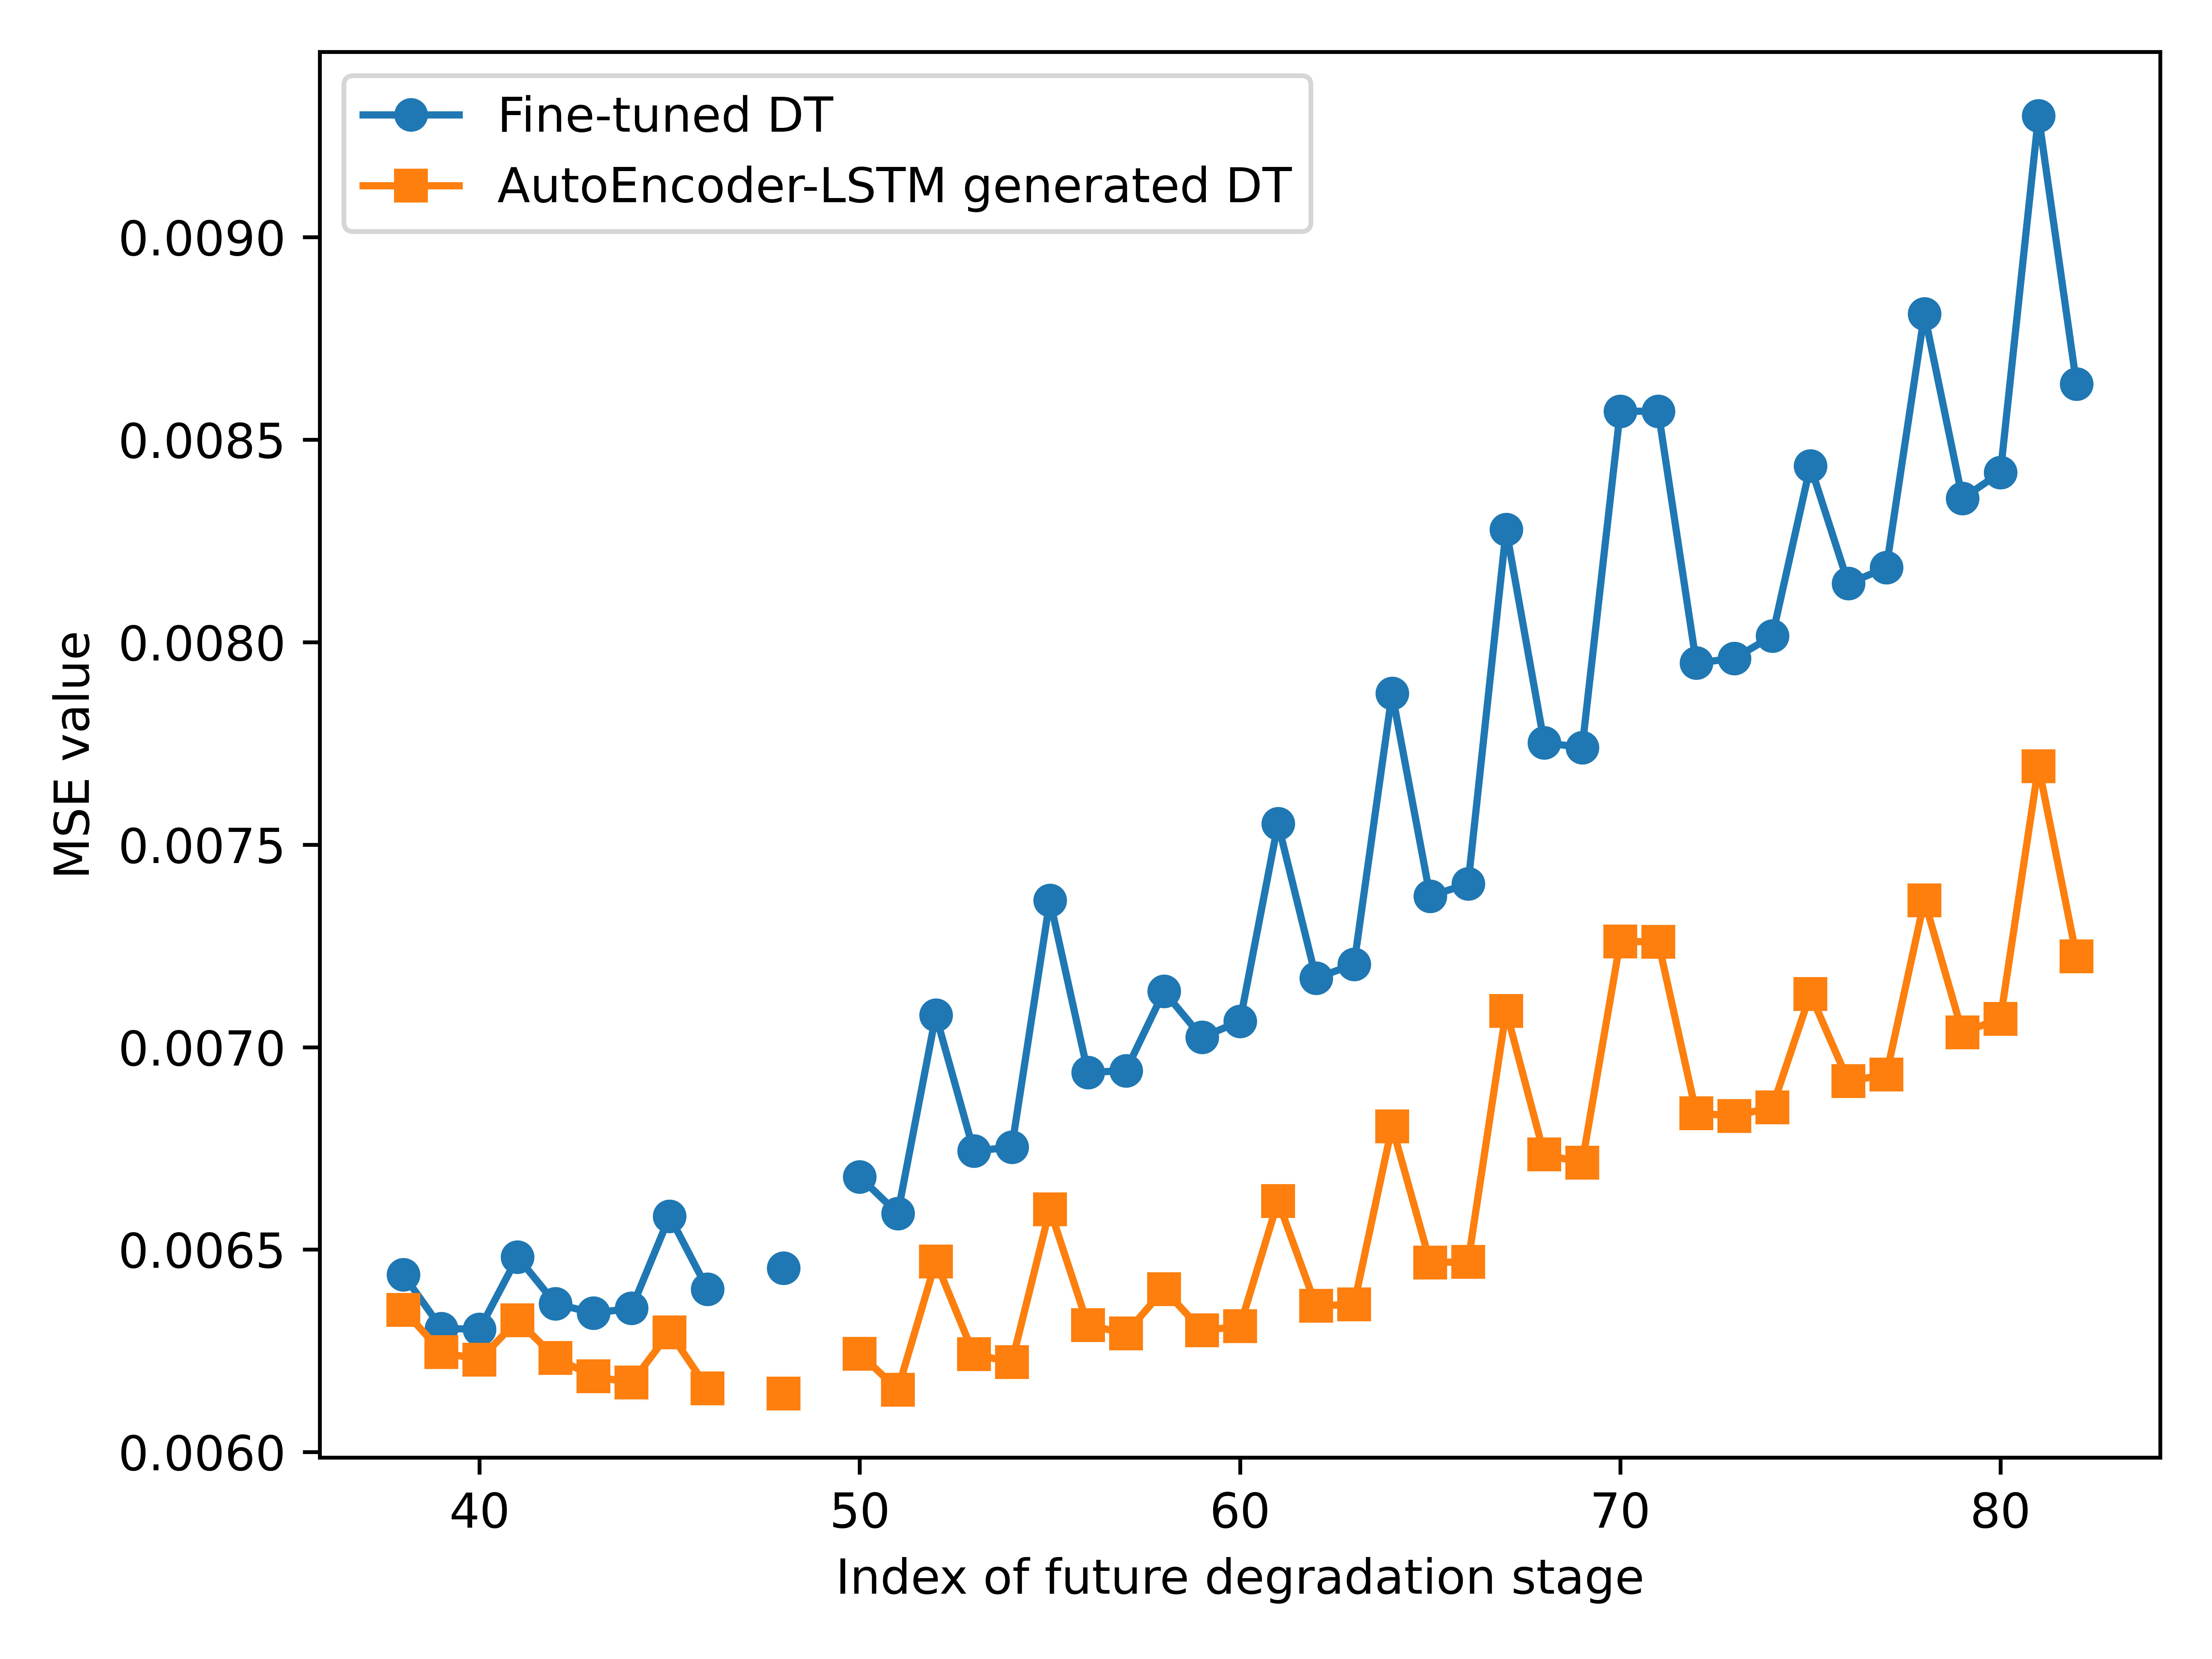 Fine-tuned DT
AutoEncoder-LSTM generated DT
0.0090
0.0085
0.0080
0.0075
0.0070
0.0065
0.0060
MSE value
40 50 60 70 80
Index of future degradation stage